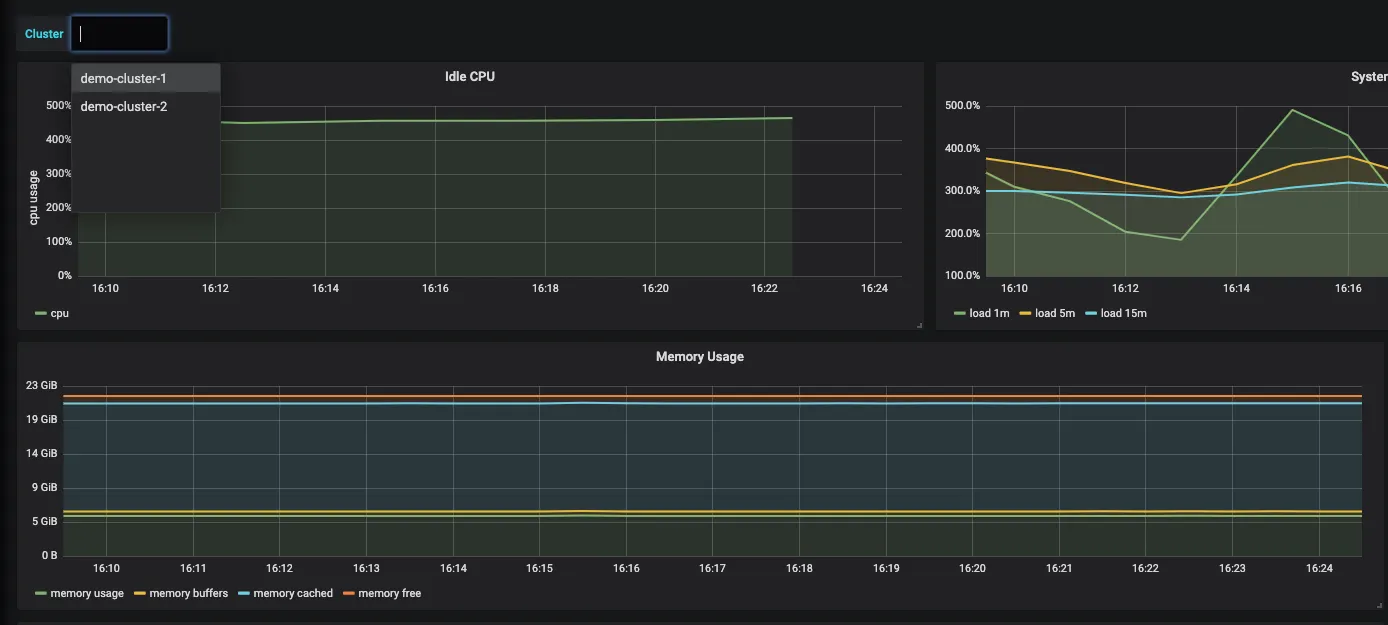 Cluster
demo-cluster-1
demo-cluster-2
Idle CPU
cpu usage
500%
400%
300%
200%
100%
0%
16:10 16:12 16:14 16:16 16:18 16:20 16:22 16:24
cpu
System
500.0%
400.0%
300.0%
200.0%
100.0%
16:10 16:12 16:14 16:16
load 1m load 5m load 15m
Memory Usage
23 GiB
19 GiB
14 GiB
9 GiB
5 GiB
0 B
16:10 16:11 16:12 16:13 16:14 16:15 16:16 16:17 16:18 16:19 16:20 16:21 16:22 16:23 16:24
memory usage memory buffers memory cached memory free